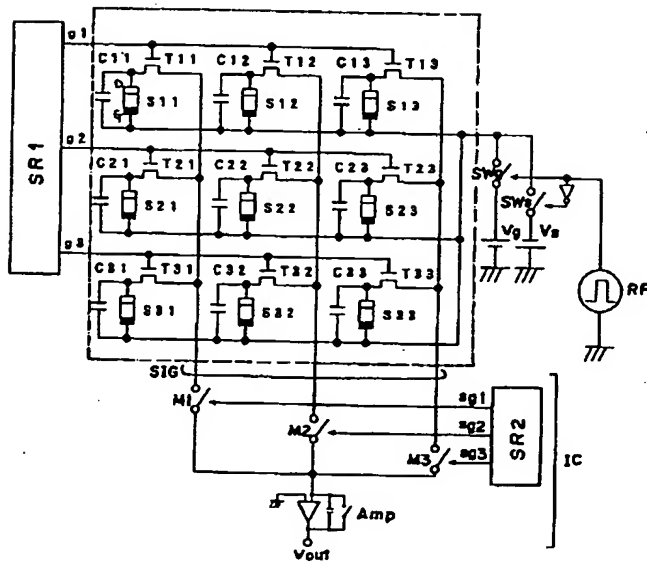 g1
C11 T11 C12 T12 C13 T13
D
S11 S12 S13
G
g2
SR1
C21 T21 C22 T22 C23 T23
SWg
S21 S22 S23
SWs
Vg Vs
g3
C31 T31 C32 T32 C33 T33
RF
S31 S32 S33
SIG
M1 sg1
M2 sg2 SR2 IC
M3 sg3
Amp
Vout